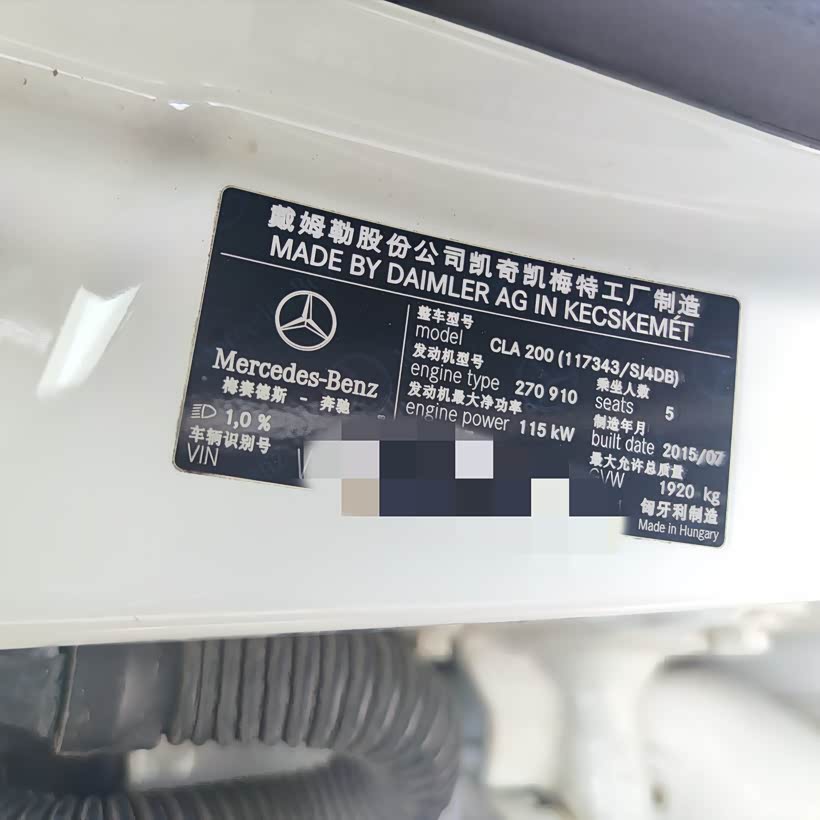 戴姆勒股份公司凯奇凯梅特工厂 制造
MADE BY DAIMLER AG IN KECSKEMÉT
Mercedes-Benz
梅赛德斯 - 奔驰
1,0 %
车辆识别号
VIN
整车型号
model CLA 200 (117343/SJ4DB)
发动机型号
engine type 270 910
发动机最大净功率
engine power 115 kW
乘坐人数
seats 5
制造年月
built date 2015/07
最大允许总质量
GVW 1920 kg
匈牙利制造
Made in Hungary